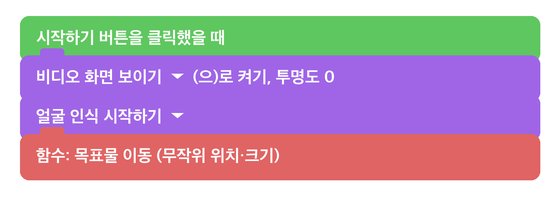 시작하기 버튼을 클릭했을 때
비디오 화면 보이기 (으)로 켜기, 투명도 0
얼굴 인식 시작하기
함수: 목표물 이동 (무작위 위치·크기)